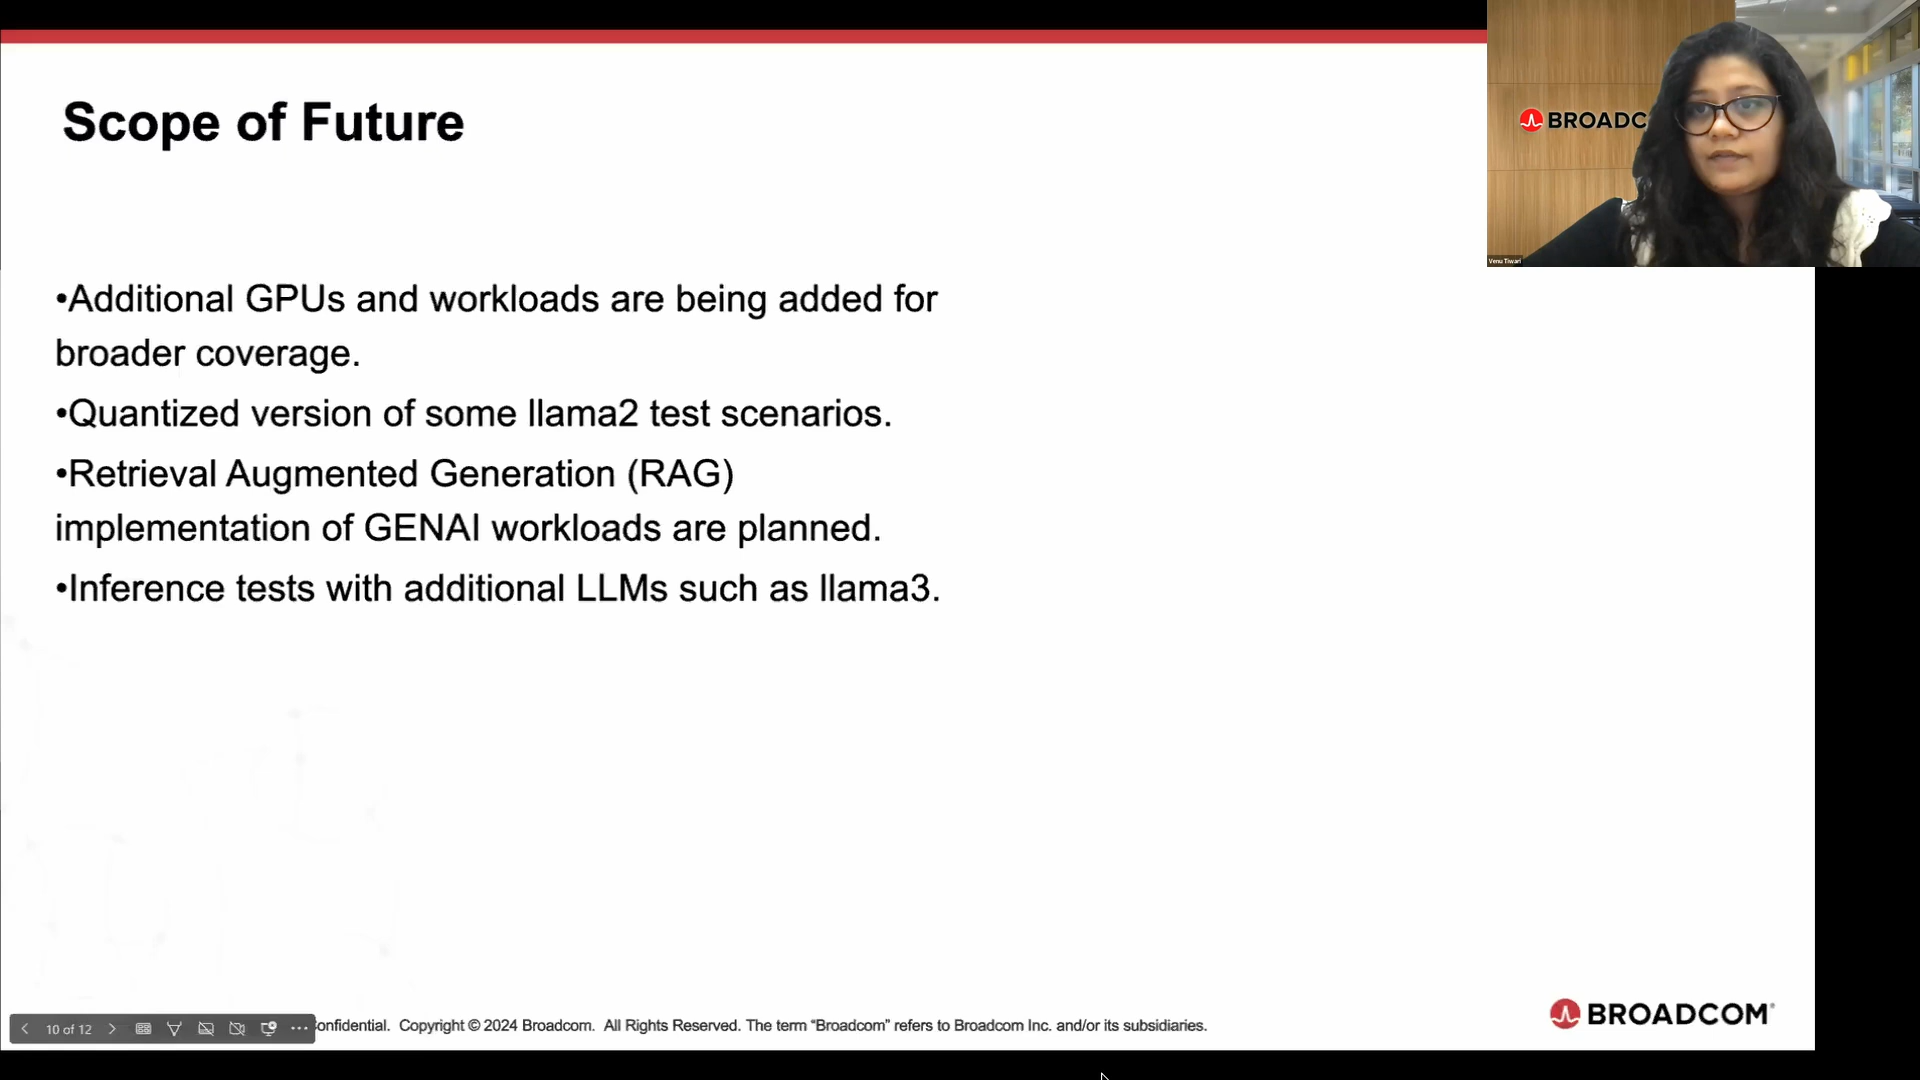 BROADC
Venu Tiwari
Scope of Future
•Additional GPUs and workloads are being added for
broader coverage.
•Quantized version of some llama2 test scenarios.
•Retrieval Augmented Generation (RAG)
implementation of GENAI workloads are planned.
•Inference tests with additional LLMs such as llama3.
10 of 12
onfidential. Copyright © 2024 Broadcom. All Rights Reserved. The term “Broadcom” refers to Broadcom Inc. and/or its subsidiaries.
BROADCOM®